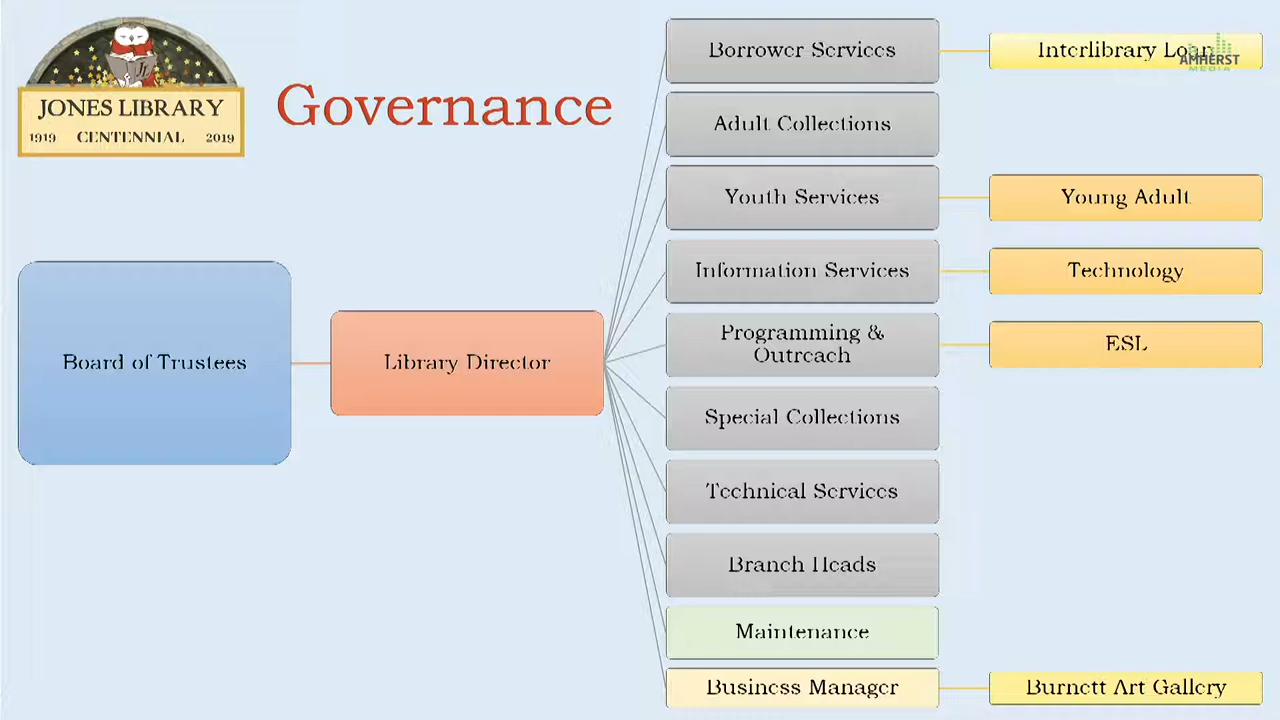 JONES LIBRARY
1919 CENTENNIAL 2019
Governance
Board of Trustees
Library Director
Borrower Services
Interlibrary Loan
AMHERST
MEDIA
Adult Collections
Youth Services
Young Adult
Information Services
Technology
Programming &
Outreach
ESL
Special Collections
Technical Services
Branch Heads
Maintenance
Business Manager
Burnett Art Gallery